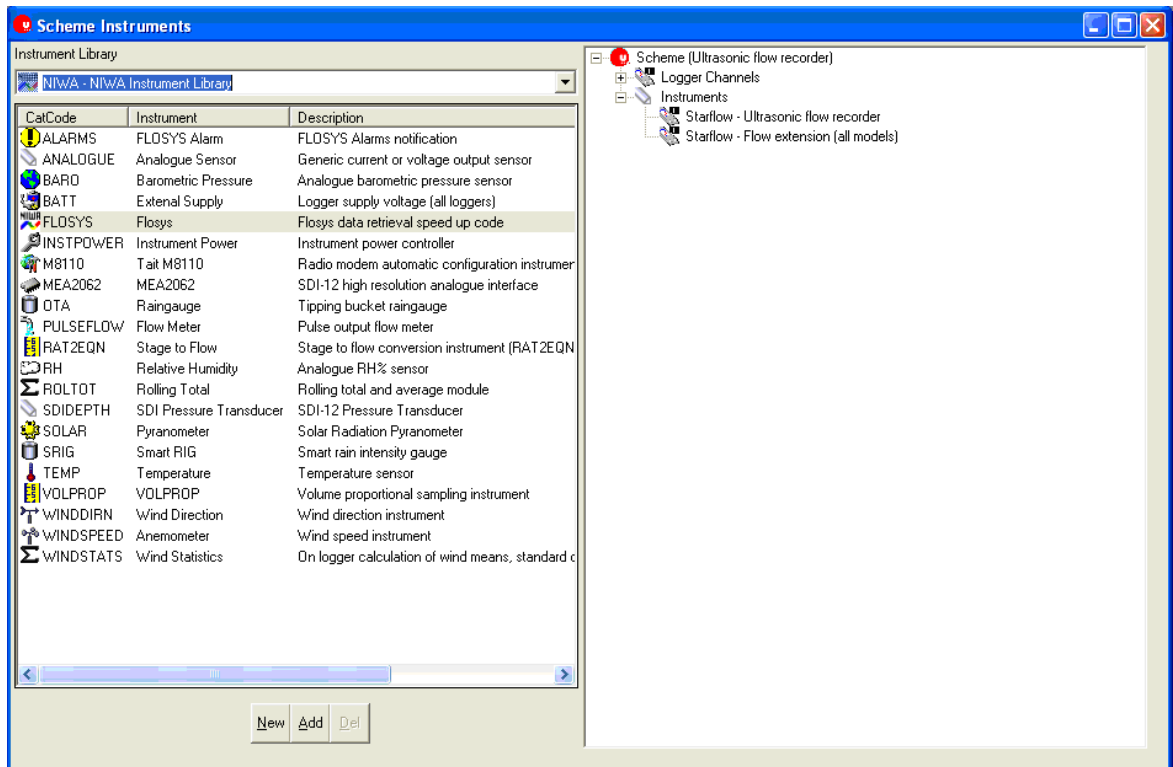 Scheme Instruments
Instrument Library
NIWA - NIWA Instrument Library
CatCode Instrument Description
ALARMS FLOSYS Alarm FLOSYS Alarms notification
ANALOGUE Analogue Sensor Generic current or voltage output sensor
BARO Barometric Pressure Analogue barometric pressure sensor
BATT Extenal Supply Logger supply voltage (all loggers)
NIWA FLOSYS Flosys Flosys data retrieval speed up code
INSTPOWER Instrument Power Instrument power controller
M8110 Tait M8110 Radio modem automatic configuration instrumer
MEA2062 MEA2062 SDI-12 high resolution analogue interface
OTA Raingauge Tipping bucket raingauge
PULSEFLOW Flow Meter Pulse output flow meter
RAT2EQN Stage to Flow Stage to flow conversion instrument (RAT2EQN
RH Relative Humidity Analogue RH% sensor
ROLTOT Rolling Total Rolling total and average module
SDIDEPTH SDI Pressure Transducer SDI-12 Pressure Transducer
SOLAR Pyranometer Solar Radiation Pyranometer
SRIG Smart RIG Smart rain intensity gauge
TEMP Temperature Temperature sensor
VOLPROP VOLPROP Volume proportional sampling instrument
WINDDIRN Wind Direction Wind direction instrument
WINDSPEED Anemometer Wind speed instrument
WINDSTATS Wind Statistics On logger calculation of wind means, standard c
New Add Del
Scheme (Ultrasonic flow recorder)
Logger Channels
Instruments
Starflow - Ultrasonic flow recorder
Starflow - Flow extension (all models)